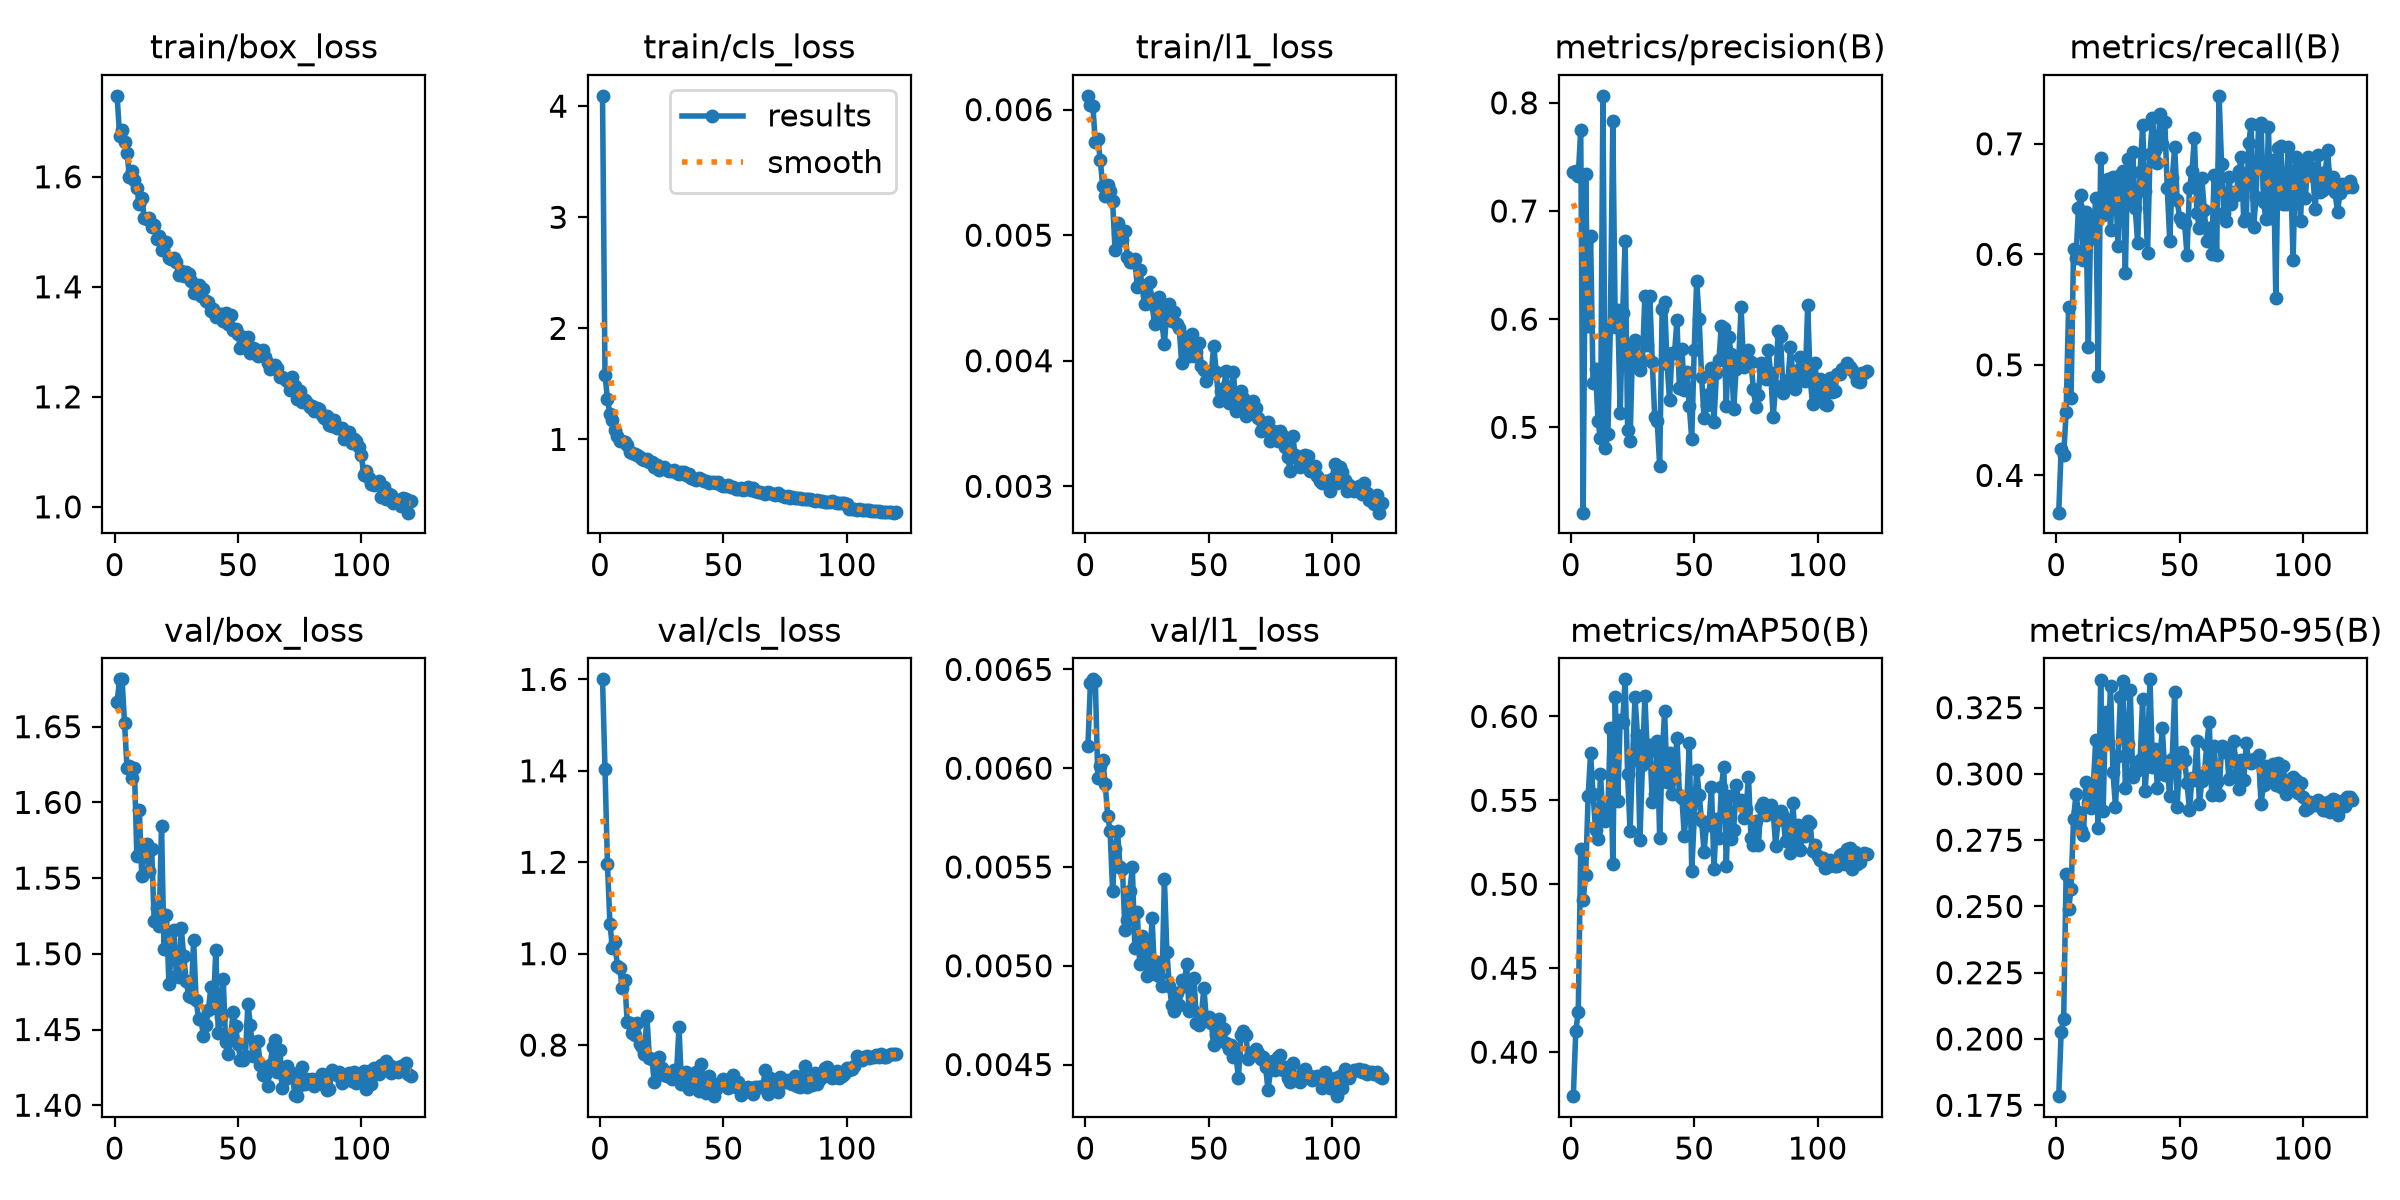 train/box_loss
1.6
1.4
1.2
1.0
0 50 100
train/cls_loss
results
smooth
4
3
2
1
0 50 100
train/l1_loss
0.006
0.005
0.004
0.003
0 50 100
metrics/precision(B)
0.8
0.7
0.6
0.5
0 50 100
metrics/recall(B)
0.7
0.6
0.5
0.4
0 50 100
val/box_loss
1.65
1.60
1.55
1.50
1.45
1.40
0 50 100
val/cls_loss
1.6
1.4
1.2
1.0
0.8
0 50 100
val/l1_loss
0.0065
0.0060
0.0055
0.0050
0.0045
0 50 100
metrics/mAP50(B)
0.60
0.55
0.50
0.45
0.40
0 50 100
metrics/mAP50-95(B)
0.325
0.300
0.275
0.250
0.225
0.200
0.175
0 50 100